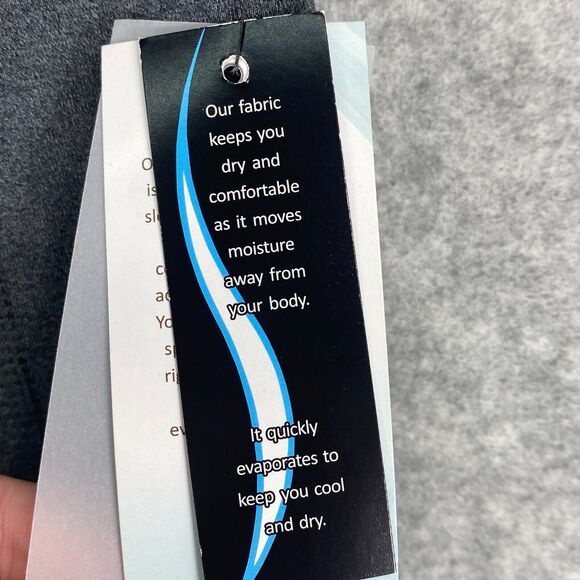 Our fabric
keeps you
dry and
comfortable
as it moves
moisture
away from
your body.
It quickly
evaporates to
keep you cool
and dry.